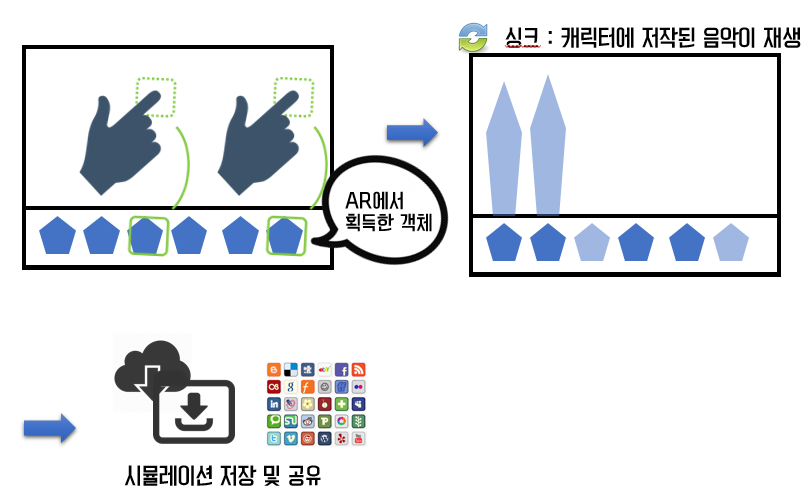 싱크 : 캐릭터에 저작된 음악이 재생
AR에서
획득한 객체
시뮬레이션 저장 및 공유